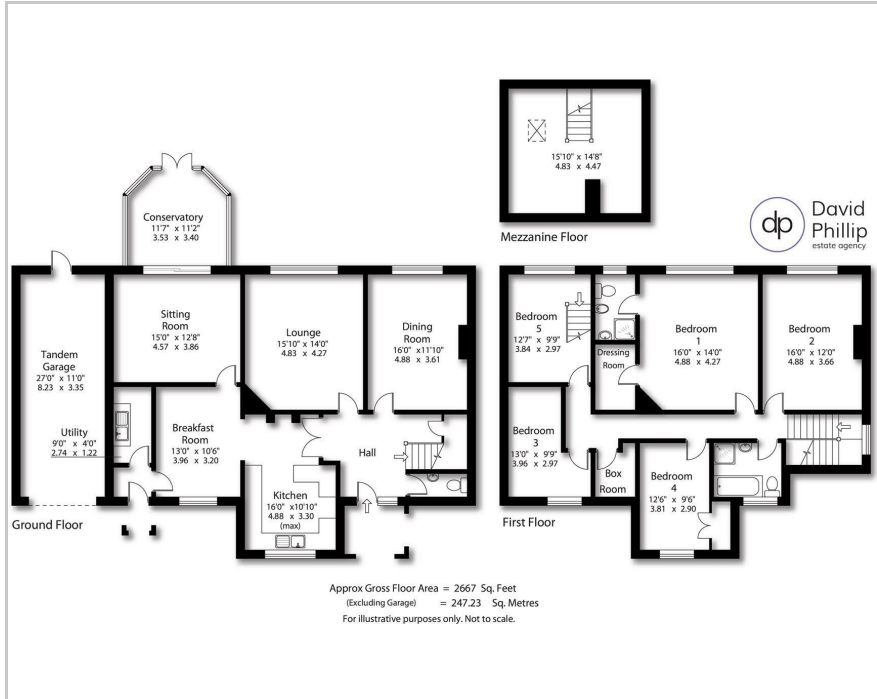 15'10" x 14'8"
4.83 x 4.47
Mezzanine Floor
dp
David
Phillip
estate agency
Conservatory
11'7" x 11'2"
3.53 x 3.40
Sitting
Room
15'0" x 12'8"
4.57 x 3.86
Lounge
15'10" x 14'0"
4.83 x 4.27
Dining
Room
16'0"x11'10"
4.88 x 3.61
Tandem
Garage
27'0" x 11'0"
8.23 x 3.35
Utility
9'0" x 4'0"
2.74 x 1.22
Breakfast
Room
13'0" x 10'6"
3.96 x 3.20
Hall
Kitchen
16'0"x10'10"
4.88 x 3.30
(max)
Ground Floor
Bedroom
5
12'7" x 9'9"
3.84 x 2.97
Dressing
Room
Bedroom
1
16'0" x 14'0"
4.88 x 4.27
Bedroom
2
16'0" x 12'0"
4.88 x 3.66
Bedroom
3
13'0" x 9'9"
3.96 x 2.97
Box
Room
Bedroom
4
12'6" x 9'6"
3.81 x 2.90
First Floor
Approx Gross Floor Area = 2667 Sq. Feet
(Excluding Garage) = 247.23 Sq. Metres
For illustrative purposes only. Not to scale.